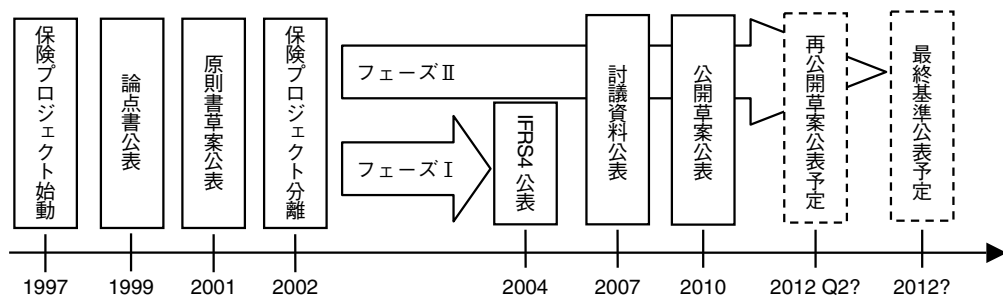 保険プロジェクト始動
論点書公表
原則書草案公表
保険プロジェクト分離
フェーズⅡ
フェーズⅠ
IFRS4 公表
討議資料公表
公開草案公表
再公開草案公表予定
最終基準公表予定
1997
1999
2001
2002
2004
2007
2010
2012 Q2?
2012?